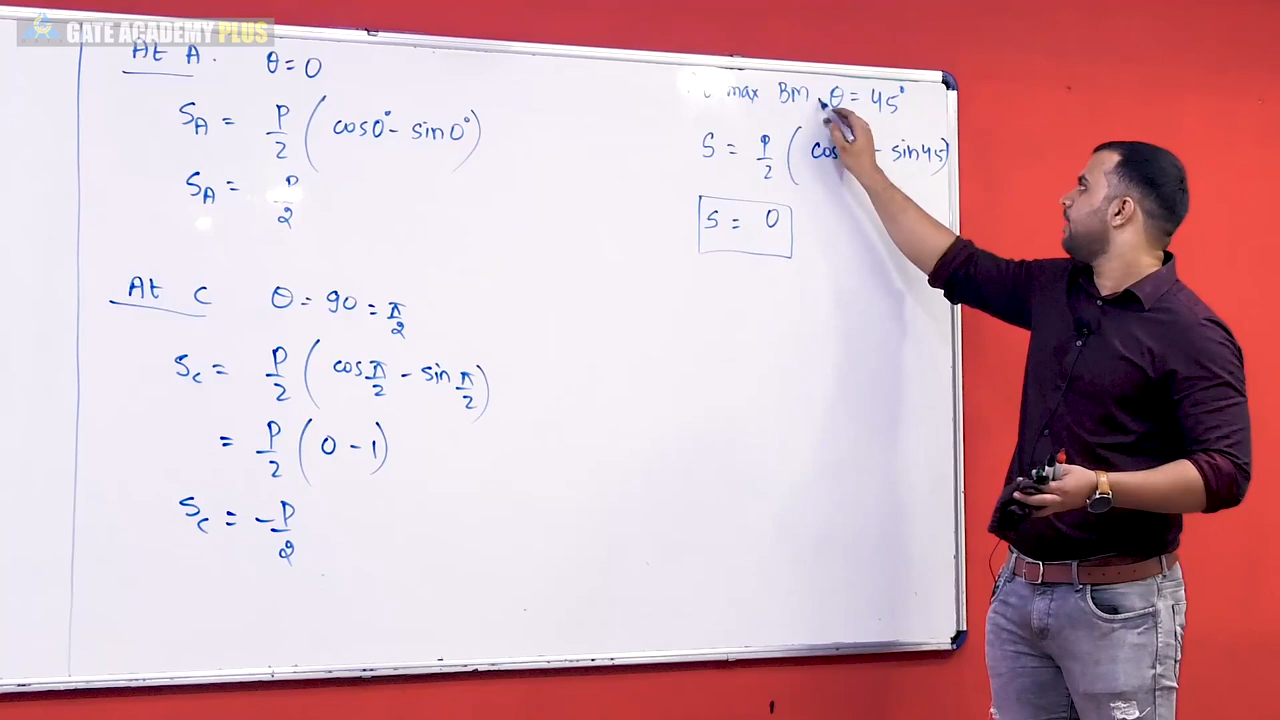 GATE ACADEMY PLUS
At A. θ = 0
S_A = P/2 (cos0° - sin0°)
S_A = P/2
At C θ = 90 = π/2
S_C = P/2 (cos π/2 - sin π/2)
= P/2 (0 - 1)
S_C = -P/2
max BM, θ = 45°
S = P/2 (cos - sin45)
S = 0